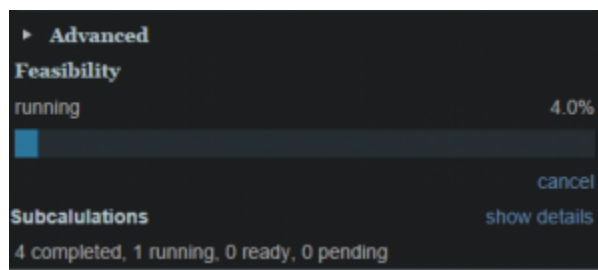 Advanced
Feasibility
running 4.0%
cancel
Subcalulations show details
4 completed, 1 running, 0 ready, 0 pending